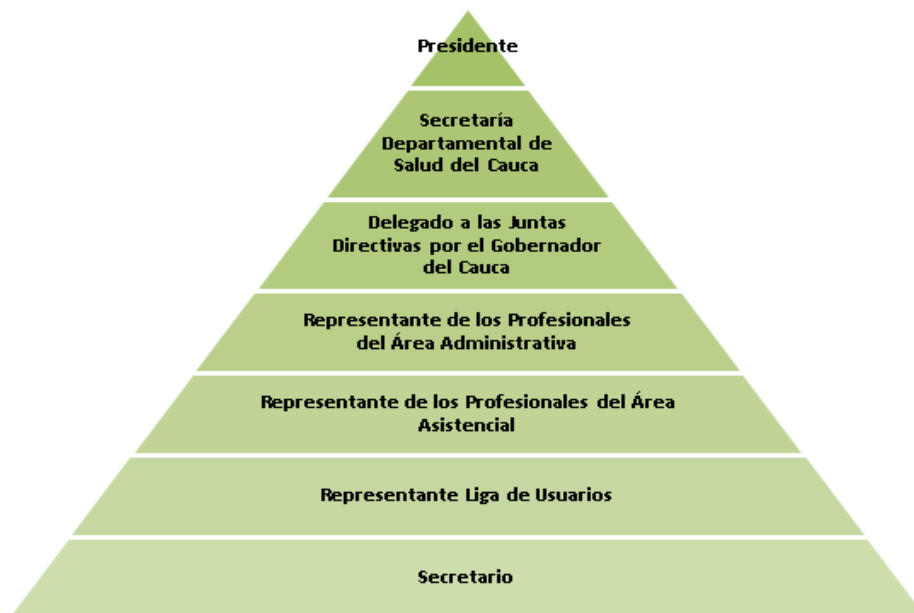 Presidente
Secretaría
Departamental de
Salud del Cauca
Delegado a las Juntas
Directivas por el Gobernador
del Cauca
Representante de los Profesionales
del Área Administrativa
Representante de los Profesionales del Área
Asistencial
Representante Liga de Usuarios
Secretario